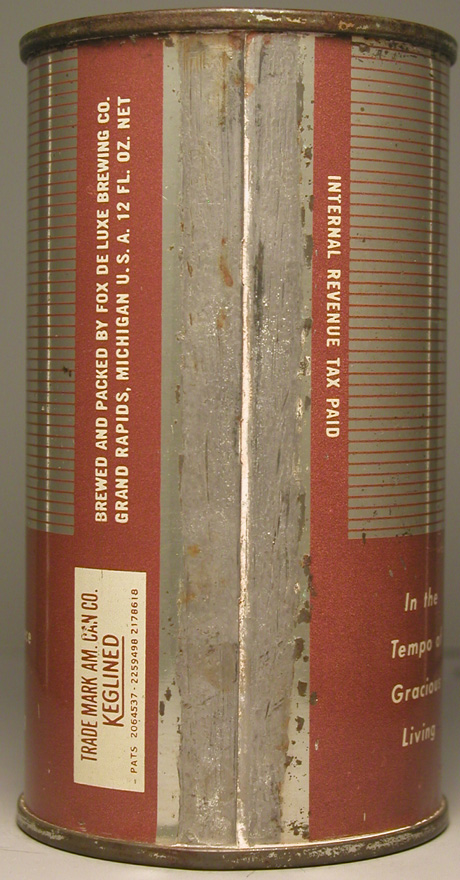 BREWED AND PACKED BY FOX DE LUXE BREWING CO.
GRAND RAPIDS, MICHIGAN U. S. A. 12 FL. OZ. NET
TRADE MARK AM. CAN CO.
KEGLINED
- PATS 2064537 · 2259498 2178618
INTERNAL REVENUE TAX PAID
In the
Tempo
Gracious
Living